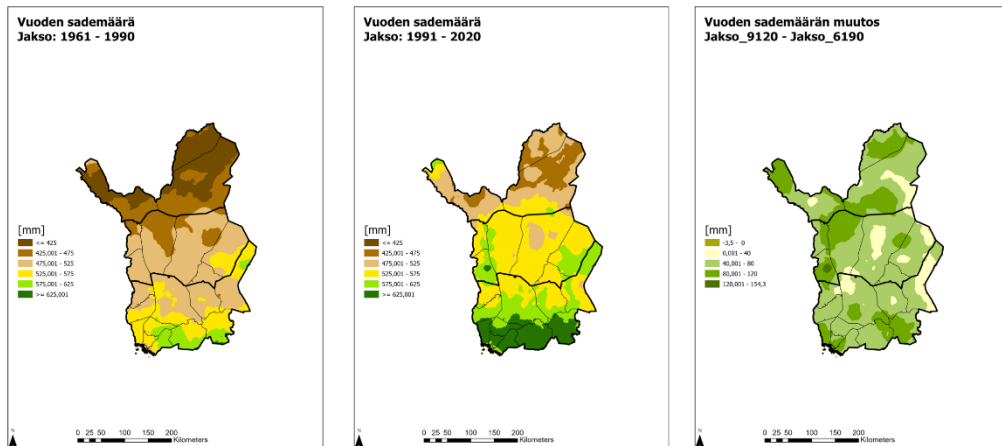 Vuoden sademäärä
Jakso: 1961 - 1990
[mm]
<= 425
425,001 - 475
475,001 - 525
525,001 - 575
575,001 - 625
>= 625,001
N
0 25 50 100 150 200
Kilometers
Vuoden sademäärä
Jakso: 1991 - 2020
[mm]
<= 425
425,001 - 475
475,001 - 525
525,001 - 575
575,001 - 625
>= 625,001
N
0 25 50 100 150 200
Kilometers
Vuoden sademäärän muutos
Jakso_9120 - Jakso_6190
[mm]
-3,5 - 0
0,001 - 40
40,001 - 80
80,001 - 120
120,001 - 154,3
N
0 25 50 100 150 200
Kilometers